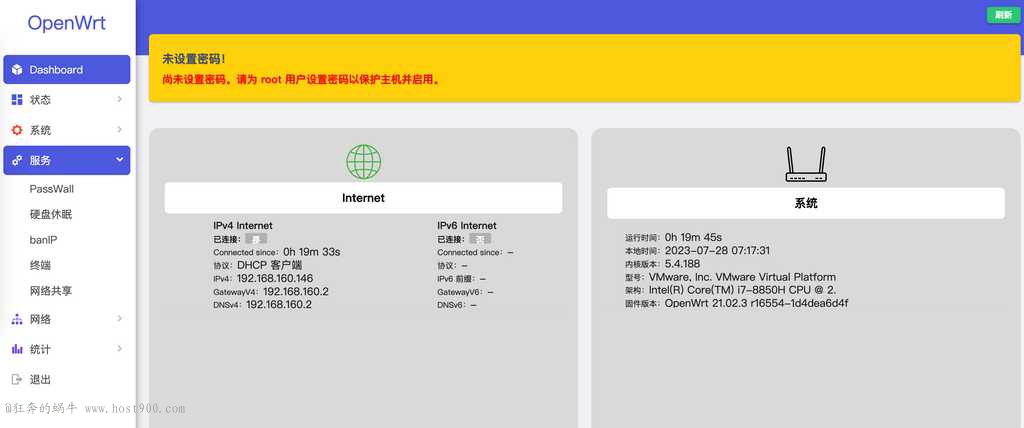 OpenWrt
刷新
Dashboard
状态
系统
服务
PassWall
硬盘休眠
banIP
终端
网络共享
网络
统计
退出
@狂奔的蜗牛 www.host900.com
未设置密码！
尚未设置密码。请为 root 用户设置密码以保护主机并启用。
Internet
IPv4 Internet
已连接： 是
Connected since：0h 19m 33s
协议：DHCP 客户端
IPv4：192.168.160.146
GatewayV4：192.168.160.2
DNSv4：192.168.160.2
IPv6 Internet
已连接： 否
Connected since：–
协议：–
IPv6 前缀：–
GatewayV6：–
DNSv6：–
系统
运行时间：0h 19m 45s
本地时间：2023-07-28 07:17:31
内核版本：5.4.188
型号：VMware, Inc. VMware Virtual Platform
架构：Intel(R) Core(TM) i7-8850H CPU @ 2.
固件版本：OpenWrt 21.02.3 r16554-1d4dea6d4f